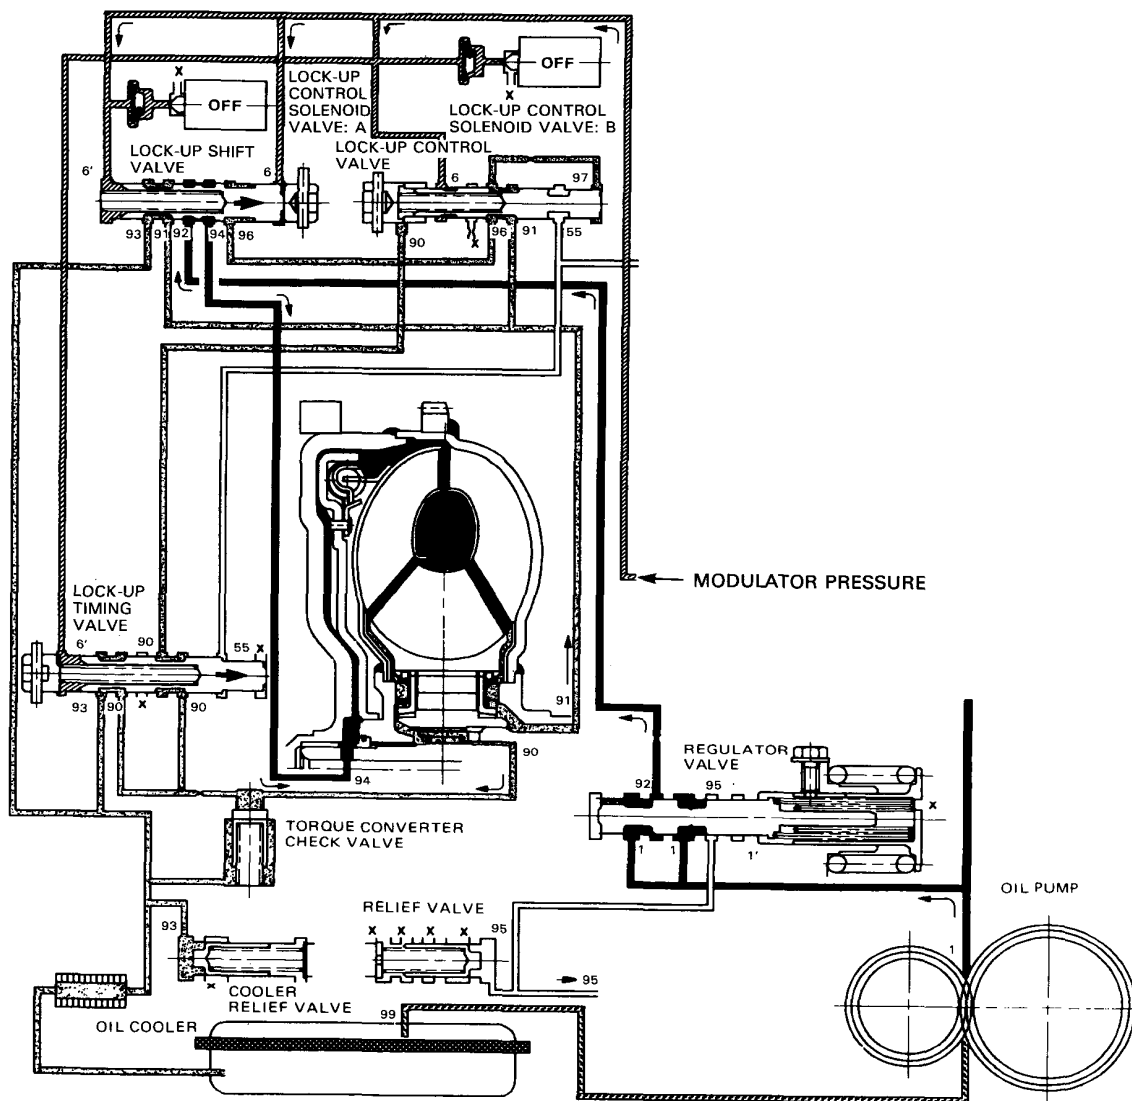 x
OFF
LOCK-UP
CONTROL
SOLENOID
VALVE: A
OFF
x
LOCK-UP CONTROL
SOLENOID VALVE: B
LOCK-UP SHIFT
VALVE
LOCK-UP CONTROL
VALVE
6'
6
6
97
93
91
92
94
96
90
x
96
91
55
MODULATOR PRESSURE
LOCK-UP
TIMING
VALVE
6'
90
55
x
93
90
x
90
91
90
94
REGULATOR
VALVE
92
95
x
1
1
1'
TORQUE CONVERTER
CHECK VALVE
OIL PUMP
RELIEF VALVE
93
x
x
x
x
95
1
x
95
COOLER
RELIEF VALVE
OIL COOLER
99